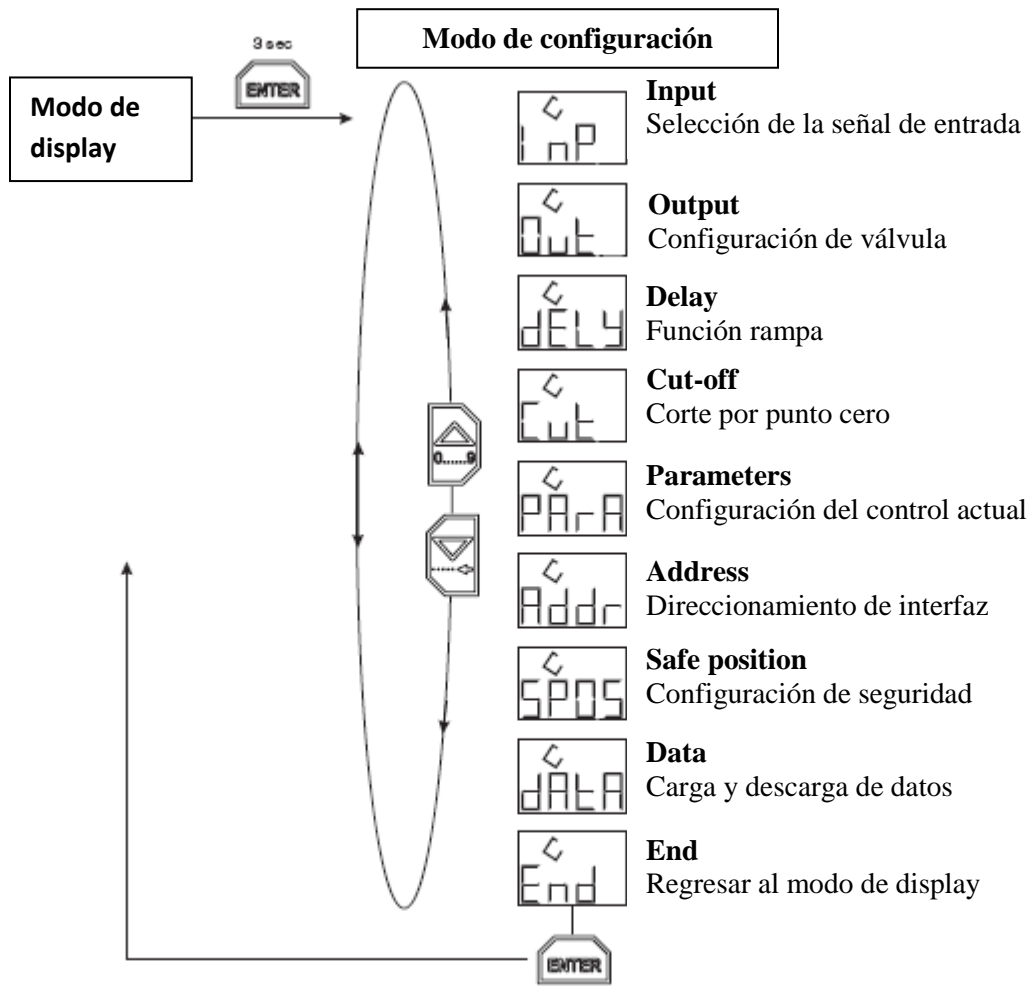 Modo de configuración
3 sec
ENTER
Modo de
display
InP
Input
Selección de la señal de entrada
Out
Output
Configuración de válvula
dELY
Delay
Función rampa
Cut
Cut-off
Corte por punto cero
0......9
PArA
Parameters
Configuración del control actual
Addr
Address
Direccionamiento de interfaz
SPOS
Safe position
Configuración de seguridad
dAtA
Data
Carga y descarga de datos
End
End
Regresar al modo de display
ENTER